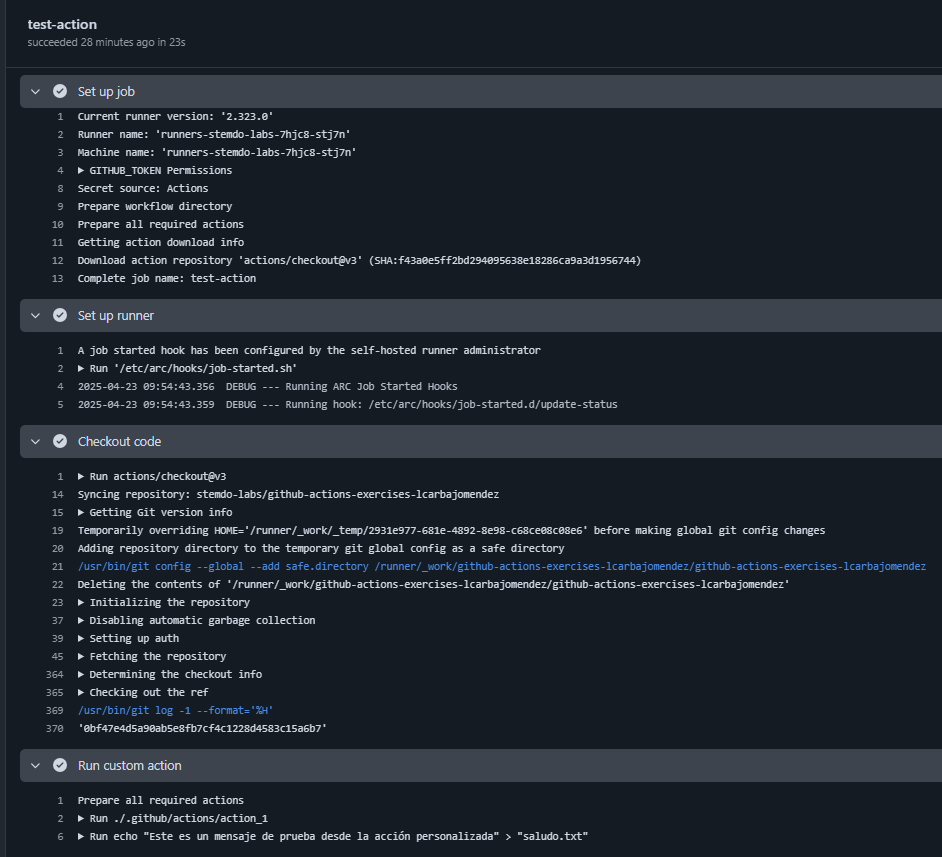 test-action
succeeded 28 minutes ago in 23s
Set up job
1 Current runner version: '2.323.0'
2 Runner name: 'runners-stemdo-labs-7hjc8-stj7n'
3 Machine name: 'runners-stemdo-labs-7hjc8-stj7n'
4 ▶ GITHUB_TOKEN Permissions
8 Secret source: Actions
9 Prepare workflow directory
10 Prepare all required actions
11 Getting action download info
12 Download action repository 'actions/checkout@v3' (SHA:f43a0e5ff2bd294095638e18286ca9a3d1956744)
13 Complete job name: test-action
Set up runner
1 A job started hook has been configured by the self-hosted runner administrator
2 ▶ Run '/etc/arc/hooks/job-started.sh'
4 2025-04-23 09:54:43.356  DEBUG --- Running ARC Job Started Hooks
5 2025-04-23 09:54:43.359  DEBUG --- Running hook: /etc/arc/hooks/job-started.d/update-status
Checkout code
1 ▶ Run actions/checkout@v3
14 Syncing repository: stemdo-labs/github-actions-exercises-lcarbajomendez
15 ▶ Getting Git version info
19 Temporarily overriding HOME='/runner/_work/_temp/2931e977-681e-4892-8e98-c68ce08c08e6' before making global git config changes
20 Adding repository directory to the temporary git global config as a safe directory
21 /usr/bin/git config --global --add safe.directory /runner/_work/github-actions-exercises-lcarbajomendez/github-actions-exercises-lcarbajomendez
22 Deleting the contents of '/runner/_work/github-actions-exercises-lcarbajomendez/github-actions-exercises-lcarbajomendez'
23 ▶ Initializing the repository
37 ▶ Disabling automatic garbage collection
39 ▶ Setting up auth
45 ▶ Fetching the repository
364 ▶ Determining the checkout info
365 ▶ Checking out the ref
369 /usr/bin/git log -1 --format='%H'
370 '0bf47e4d5a90ab5e8fb7cf4c1228d4583c15a6b7'
Run custom action
1 Prepare all required actions
2 ▶ Run ./.github/actions/action_1
6 ▶ Run echo "Este es un mensaje de prueba desde la acción personalizada" > "saludo.txt"